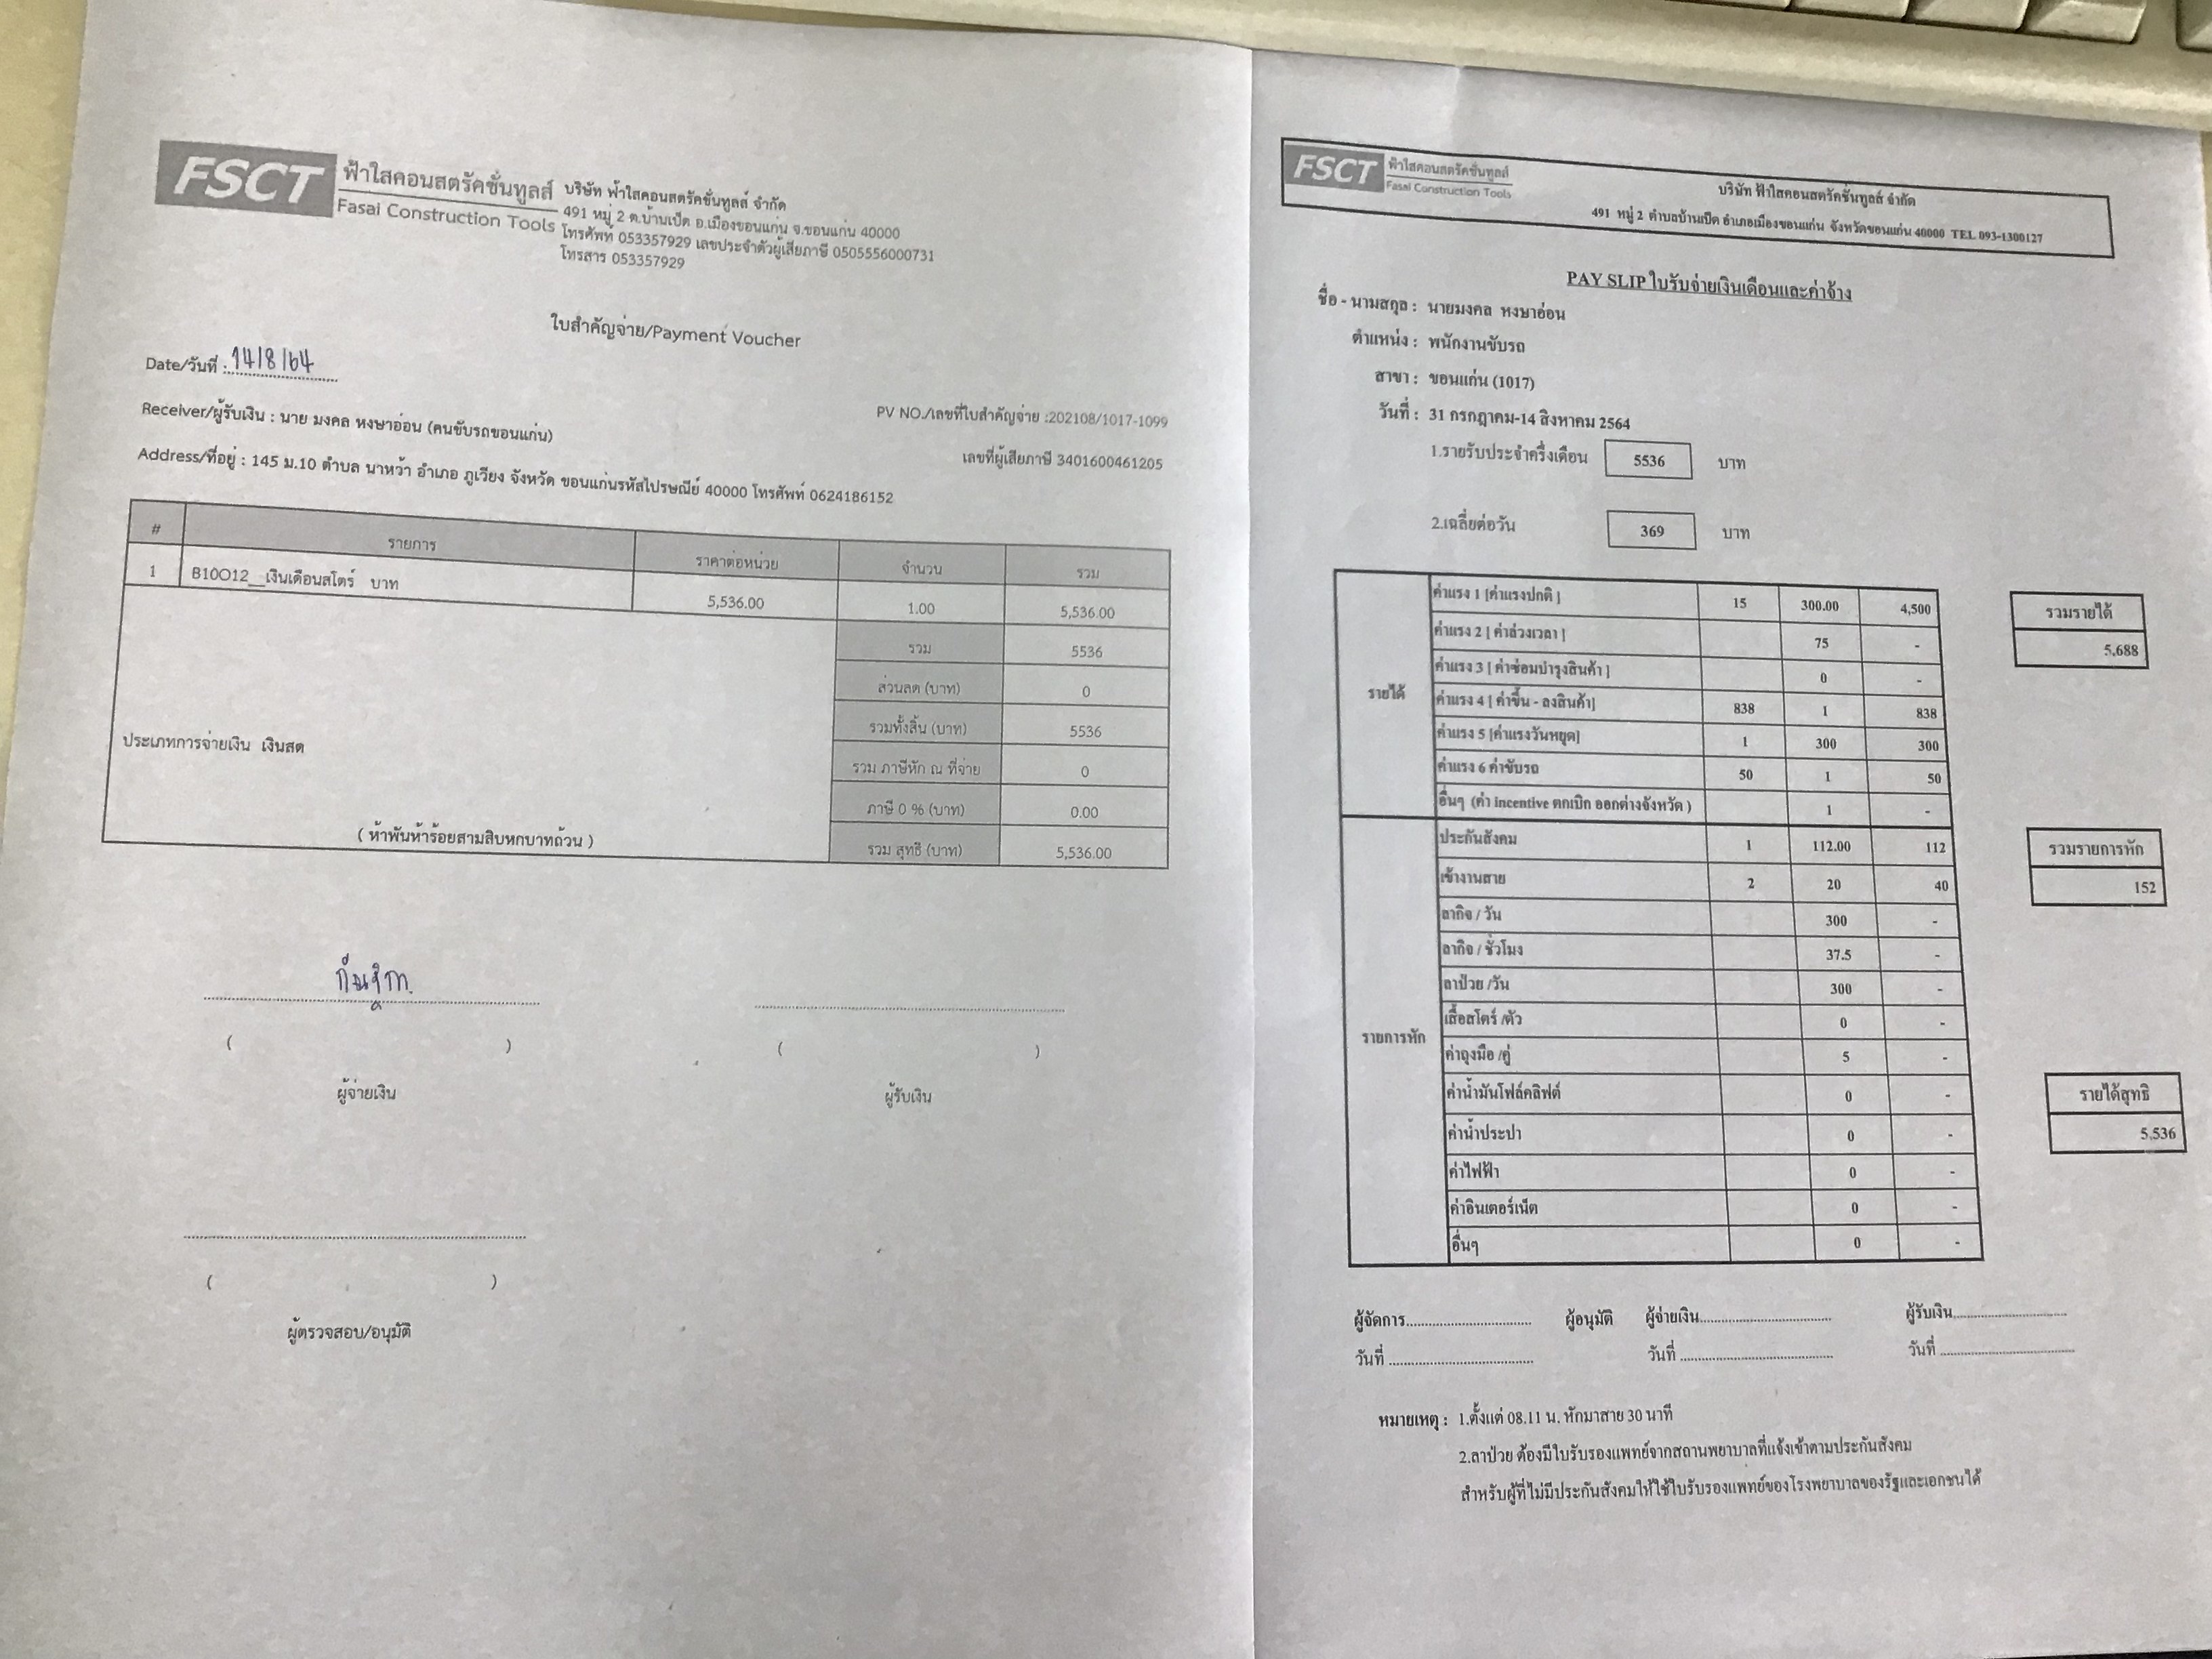 FSCT
ฟ้าใสคอนสตรัคชั่นทูลส์
Fasai Construction Tools
บริษัท ฟ้าใสคอนสตรัคชั่นทูลส์ จำกัด
491 หมู่ 2 ต.บ้านเป็ด อ.เมืองขอนแก่น จ.ขอนแก่น 40000
โทรศัพท์ 053357929 เลขประจำตัวผู้เสียภาษี 0505556000731
โทรสาร 053357929
ใบสำคัญจ่าย/Payment Voucher
Date/วันที่ : 14/8/64
PV NO./เลขที่ใบสำคัญจ่าย :202108/1017-1099
Receiver/ผู้รับเงิน : นาย มงคล หงษาอ่อน (คนขับรถขอนแก่น)
เลขที่ผู้เสียภาษี 3401600461205
Address/ที่อยู่ : 145 ม.10 ตำบล นาหว้า อำเภอ ภูเวียง จังหวัด ขอนแก่นรหัสไปรษณีย์ 40000 โทรศัพท์ 0624186152
# รายการ ราคาต่อหน่วย จำนวน รวม
1 B10O12__เงินเดือนสโตร์ บาท 5,536.00 1.00 5,536.00
รวม 5536
ส่วนลด (บาท) 0
รวมทั้งสิ้น (บาท) 5536
ประเภทการจ่ายเงิน เงินสด
รวม ภาษีหัก ณ ที่จ่าย 0
ภาษี 0 % (บาท) 0.00
( ห้าพันห้าร้อยสามสิบหกบาทถ้วน )
รวม สุทธิ (บาท) 5,536.00
( ) ( )
ผู้จ่ายเงิน ผู้รับเงิน
( )
ผู้ตรวจสอบ/อนุมัติ
FSCT
ฟ้าใสคอนสตรัคชั่นทูลส์
Fasai Construction Tools
บริษัท ฟ้าใสคอนสตรัคชั่นทูลส์ จำกัด
491 หมู่ 2 ตำบลบ้านเป็ด อำเภอเมืองขอนแก่น จังหวัดขอนแก่น 40000 TEL 093-1300127
PAY SLIP ใบรับจ่ายเงินเดือนและค่าจ้าง
ชื่อ - นามสกุล : นายมงคล หงษาอ่อน
ตำแหน่ง : พนักงานขับรถ
สาขา : ขอนแก่น (1017)
วันที่ : 31 กรกฎาคม-14 สิงหาคม 2564
1.รายรับประจำครึ่งเดือน 5536 บาท
2.เฉลี่ยต่อวัน 369 บาท
รายได้
ค่าแรง 1 [ค่าแรงปกติ ] 15 300.00 4,500
ค่าแรง 2 [ ค่าล่วงเวลา ] 75 -
ค่าแรง 3 [ ค่าซ่อมบำรุงสินค้า ] 0 -
ค่าแรง 4 [ ค่าขึ้น - ลงสินค้า] 838 1 838
ค่าแรง 5 [ค่าแรงวันหยุด] 1 300 300
ค่าแรง 6 ค่าขับรถ 50 1 50
อื่นๆ (ค่า incentive ตกเบิก ออกต่างจังหวัด ) 1 -
รวมรายได้
5,688
รายการหัก
ประกันสังคม 1 112.00 112
เข้างานสาย 2 20 40
ลากิจ / วัน 300 -
ลากิจ / ชั่วโมง 37.5 -
ลาป่วย /วัน 300 -
เสื้อสโตร์ /ตัว 0 -
ค่าถุงมือ /คู่ 5 -
ค่าน้ำมันโฟล์คลิฟต์ 0 -
ค่าน้ำประปา 0 -
ค่าไฟฟ้า 0 -
ค่าอินเตอร์เน็ต 0 -
อื่นๆ 0 -
รวมรายการหัก
152
รายได้สุทธิ
5,536
ผู้จัดการ ผู้อนุมัติ ผู้จ่ายเงิน ผู้รับเงิน
วันที่ วันที่ วันที่
หมายเหตุ : 1.ตั้งแต่ 08.11 น. หักมาสาย 30 นาที
2.ลาป่วย ต้องมีใบรับรองแพทย์จากสถานพยาบาลที่แจ้งเข้าตามประกันสังคม
สำหรับผู้ที่ไม่มีประกันสังคมให้ใช้ใบรับรองแพทย์ของโรงพยาบาลของรัฐและเอกชนได้